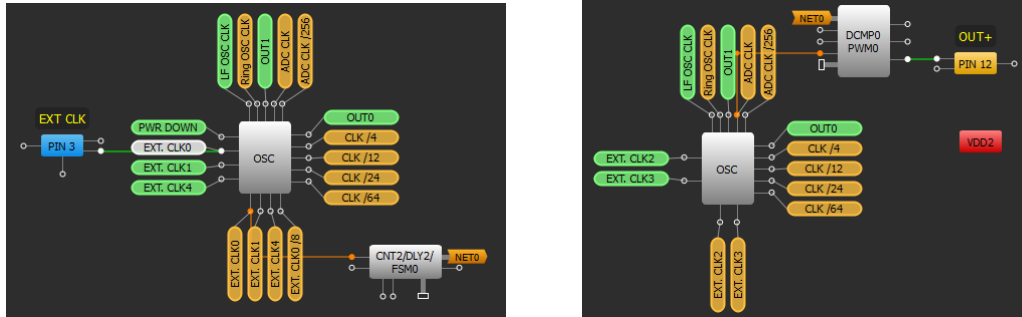 LF OSC CLK
Ring OSC CLK
OUT1
ADC CLK
ADC CLK /256
EXT CLK
PIN 3
PWR DOWN
EXT. CLK0
EXT. CLK1
EXT. CLK4
OSC
OUT0
CLK /4
CLK /12
CLK /24
CLK /64
EXT. CLK0
EXT. CLK1
EXT. CLK4
EXT. CLK0 /8
CNT2/DLY2/
FSM0
NET0
NET0
DCMP0
PWM0
OUT+
PIN 12
LF OSC CLK
Ring OSC CLK
OUT1
ADC CLK
ADC CLK /256
EXT. CLK2
EXT. CLK3
OSC
OUT0
CLK /4
CLK /12
CLK /24
CLK /64
VDD2
EXT. CLK2
EXT. CLK3